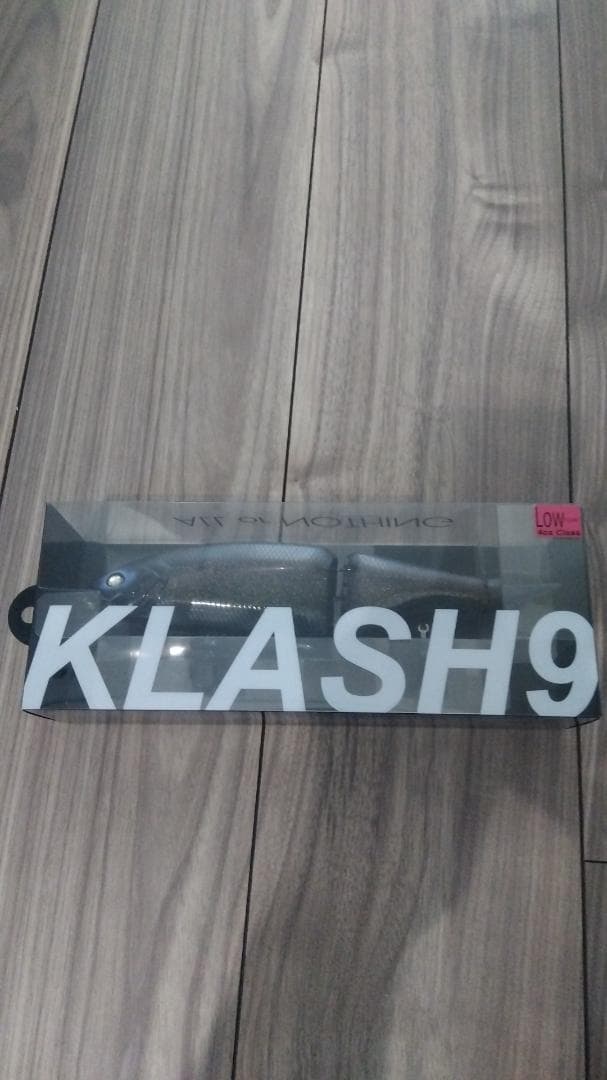 ALL or NOTHING
LOW
4oz Class
KLASH9